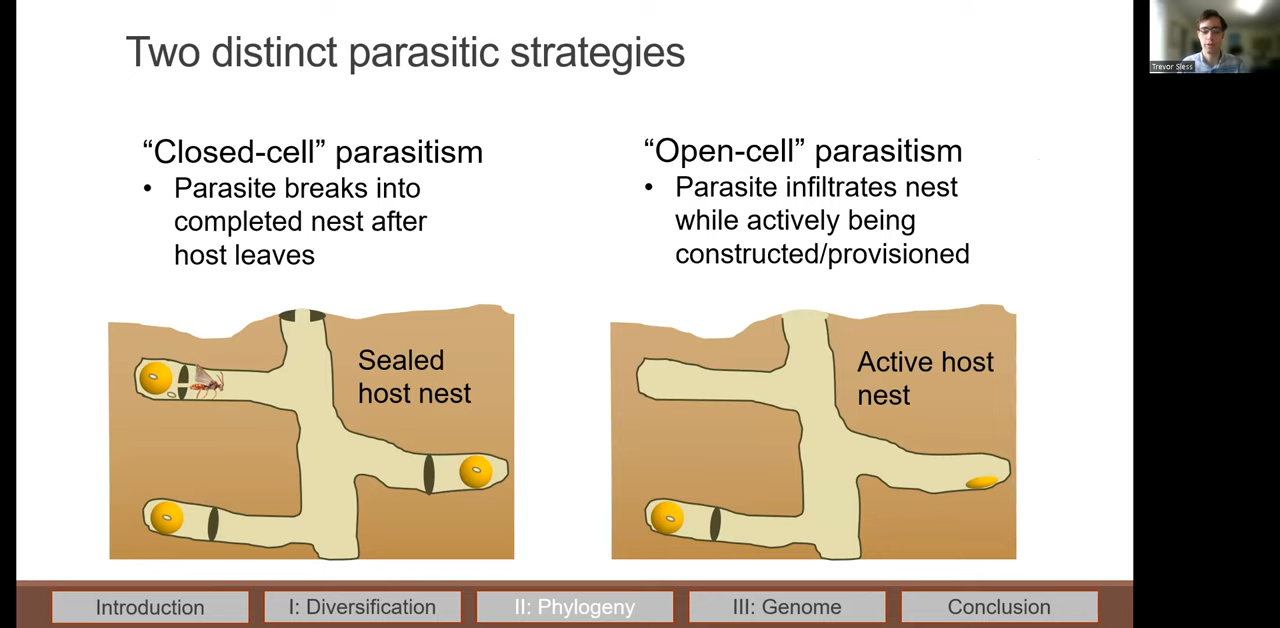 Two distinct parasitic strategies
Trevor Sless
“Closed-cell” parasitism
• Parasite breaks into
completed nest after
host leaves
“Open-cell” parasitism
• Parasite infiltrates nest
while actively being
constructed/provisioned
Sealed
host nest
Active host
nest
Introduction
I: Diversification
II: Phylogeny
III: Genome
Conclusion